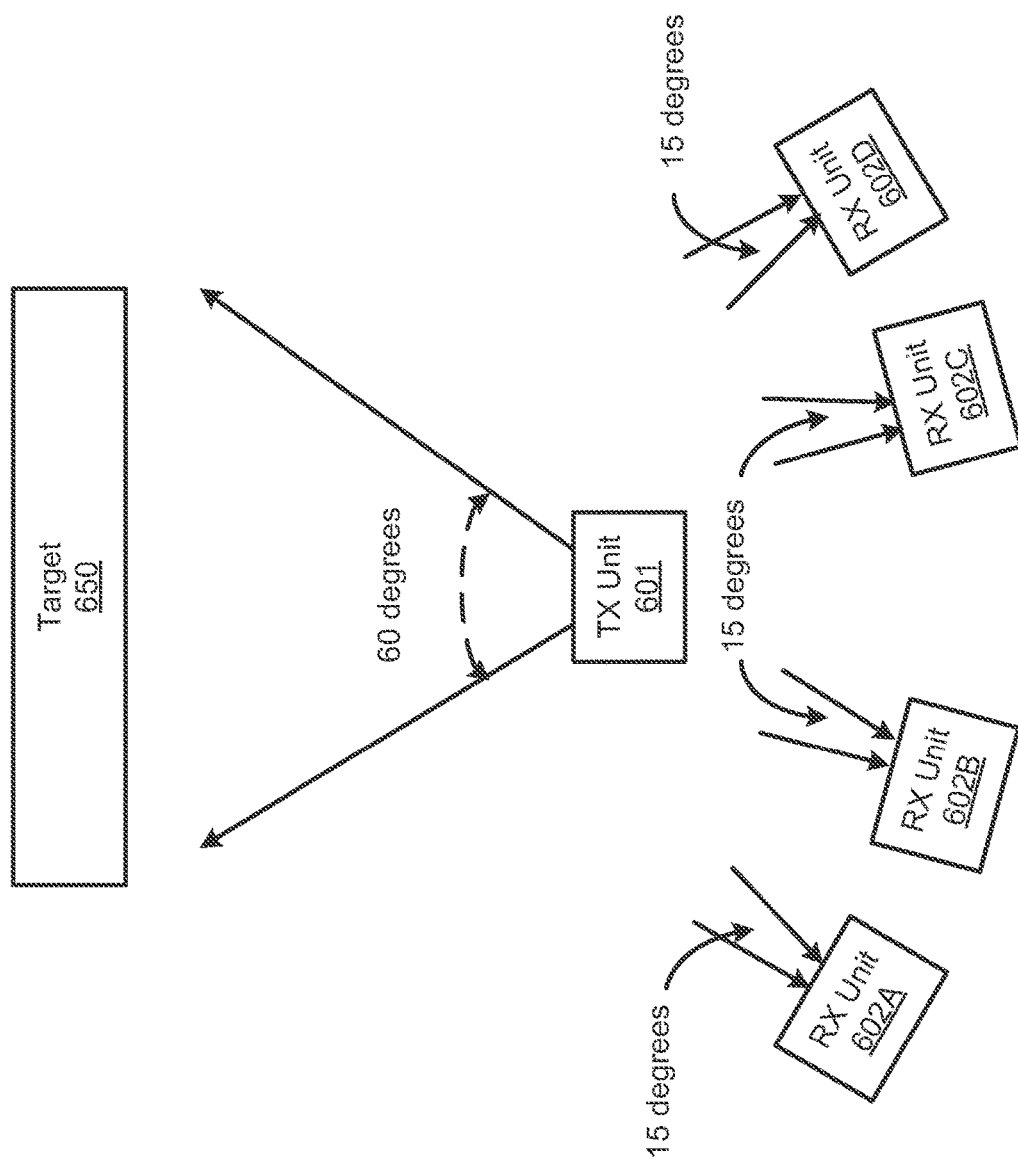 Target
650
60 degrees
TX Unit
601
15 degrees
15 degrees
15 degrees
RX Unit
602A
RX Unit
602B
RX Unit
602C
RX Unit
602D